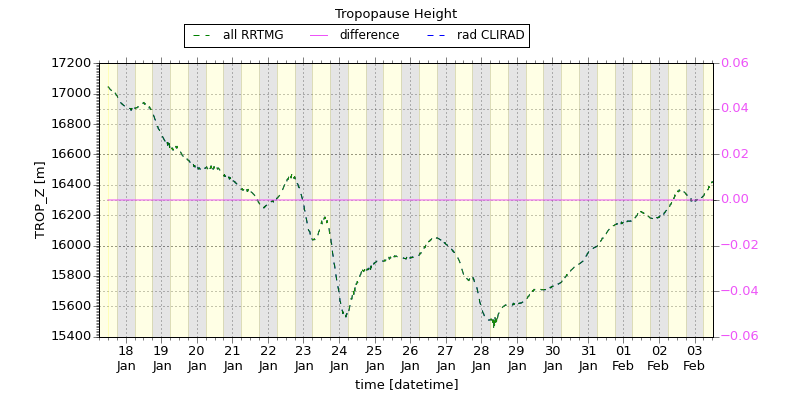 Tropopause Height
all RRTMG difference rad CLIRAD
17200
17000
16800
16600
16400
16200
16000
15800
15600
15400
TROP_Z [m]
0.06
0.04
0.02
0.00
−0.02
−0.04
−0.06
18 19 20 21 22 23 24 25 26 27 28 29 30 31 01 02 03
Jan Jan Jan Jan Jan Jan Jan Jan Jan Jan Jan Jan Jan Jan Feb Feb Feb
time [datetime]